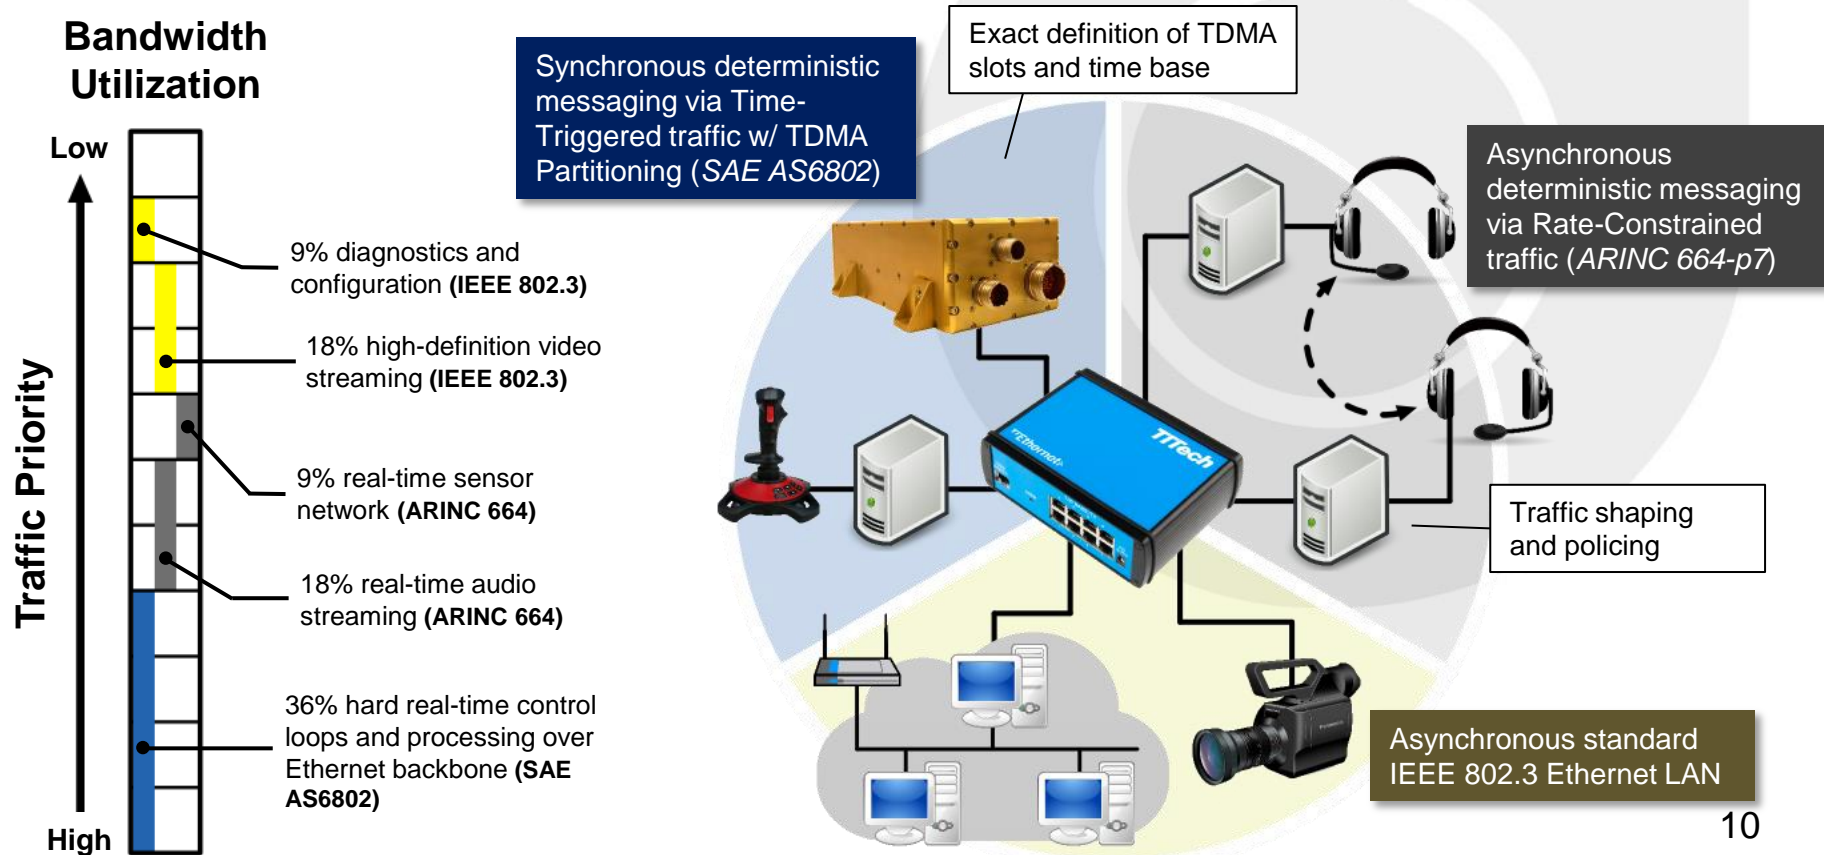 Bandwidth
Utilization
Low
Traffic Priority
High
9% diagnostics and
configuration (IEEE 802.3)
18% high-definition video
streaming (IEEE 802.3)
9% real-time sensor
network (ARINC 664)
18% real-time audio
streaming (ARINC 664)
36% hard real-time control
loops and processing over
Ethernet backbone (SAE
AS6802)
Synchronous deterministic
messaging via Time-
Triggered traffic w/ TDMA
Partitioning (SAE AS6802)
Exact definition of TDMA
slots and time base
Asynchronous
deterministic messaging
via Rate-Constrained
traffic (ARINC 664-p7)
TTTech
TTEthernet
Traffic shaping
and policing
Asynchronous standard
IEEE 802.3 Ethernet LAN
10